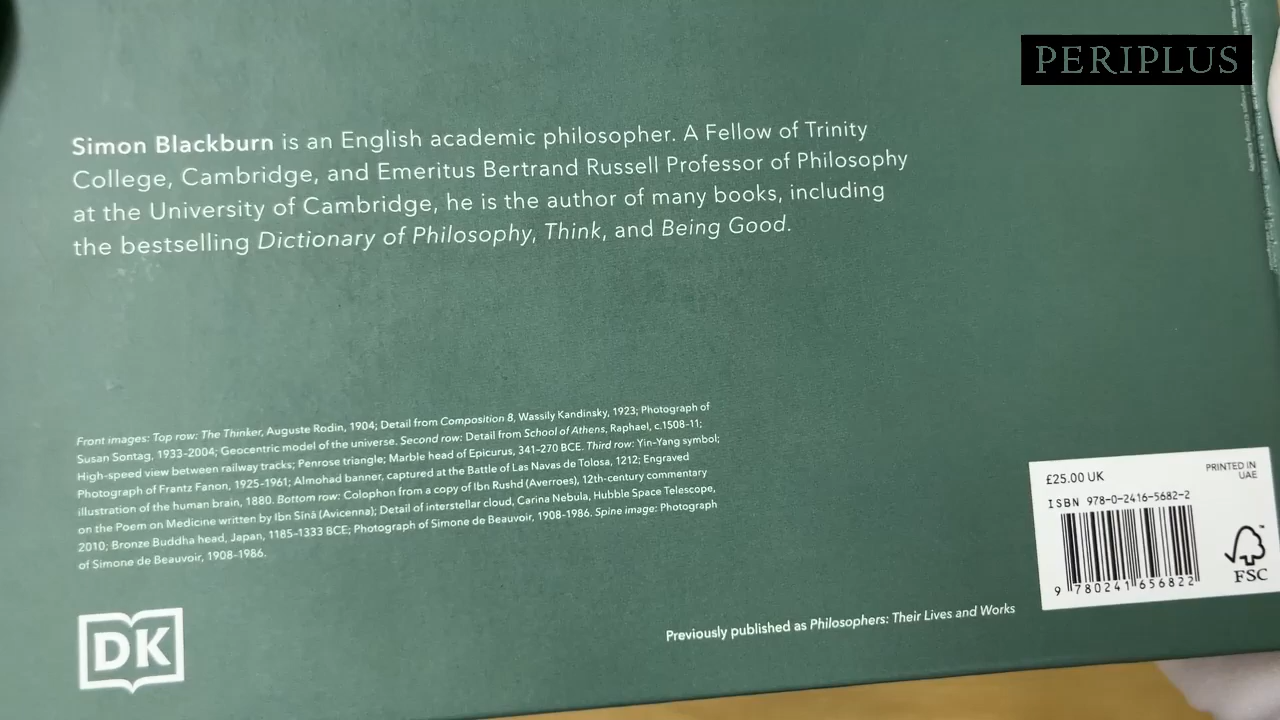 PERIPLUS
Simon Blackburn is an English academic philosopher. A Fellow of Trinity
College, Cambridge, and Emeritus Bertrand Russell Professor of Philosophy
at the University of Cambridge, he is the author of many books, including
the bestselling Dictionary of Philosophy, Think, and Being Good.
Front images: Top row: The Thinker, Auguste Rodin, 1904; Detail from Composition 8, Wassily Kandinsky, 1923; Photograph of
Susan Sontag, 1933-2004; Geocentric model of the universe. Second row: Detail from School of Athens, Raphael, c.1508-11;
High-speed view between railway tracks; Penrose triangle; Marble head of Epicurus, 341-270 BCE. Third row: Yin-Yang symbol;
Photograph of Frantz Fanon, 1925-1961; Almohad banner, captured at the Battle of Las Navas de Tolosa, 1212; Engraved
illustration of the human brain, 1880. Bottom row: Colophon from a copy of Ibn Rushd (Averroes), 12th-century commentary
on the Poem on Medicine written by Ibn Sīnā (Avicenna); Detail of interstellar cloud, Carina Nebula, Hubble Space Telescope,
2010; Bronze Buddha head, Japan, 1185-1333 BCE; Photograph of Simone de Beauvoir, 1908-1986. Spine image: Photograph
of Simone de Beauvoir, 1908-1986.
£25.00 UK
PRINTED IN
UAE
ISBN 978-0-2416-5682-2
9 780241 656822
FSC
Previously published as Philosophers: Their Lives and Works
DK